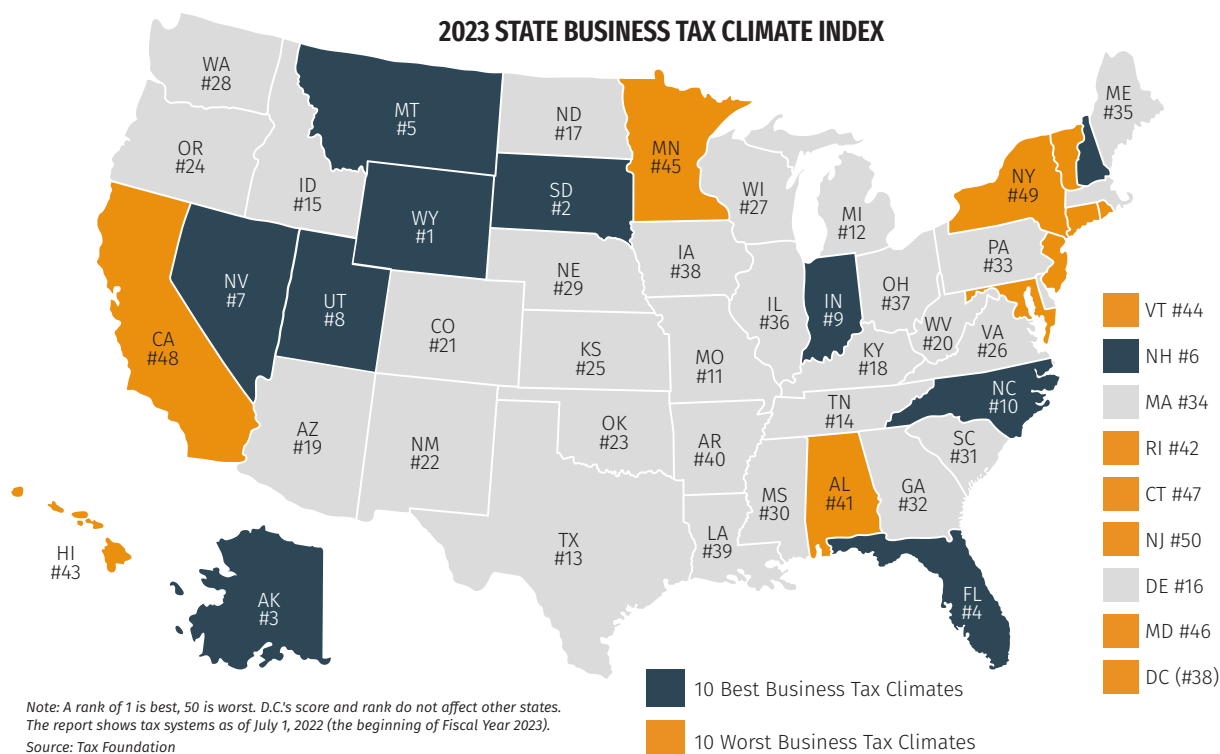 2023 STATE BUSINESS TAX CLIMATE INDEX
WA
#28
MT
#5
ND
#17
MN
#45
ME
#35
OR
#24
ID
#15
WY
#1
SD
#2
WI
#27
MI
#12
NY
#49
NV
#7
UT
#8
NE
#29
IA
#38
PA
#33
CA
#48
CO
#21
KS
#25
MO
#11
IL
#36
IN
#9
OH
#37
WV
#20
VA
#26
KY
#18
NC
#10
TN
#14
AZ
#19
NM
#22
OK
#23
AR
#40
SC
#31
MS
#30
AL
#41
GA
#32
TX
#13
LA
#39
FL
#4
HI
#43
AK
#3
VT #44
NH #6
MA #34
RI #42
CT #47
NJ #50
DE #16
MD #46
DC (#38)
10 Best Business Tax Climates
10 Worst Business Tax Climates
Note: A rank of 1 is best, 50 is worst. D.C.'s score and rank do not affect other states.
The report shows tax systems as of July 1, 2022 (the beginning of Fiscal Year 2023).
Source: Tax Foundation